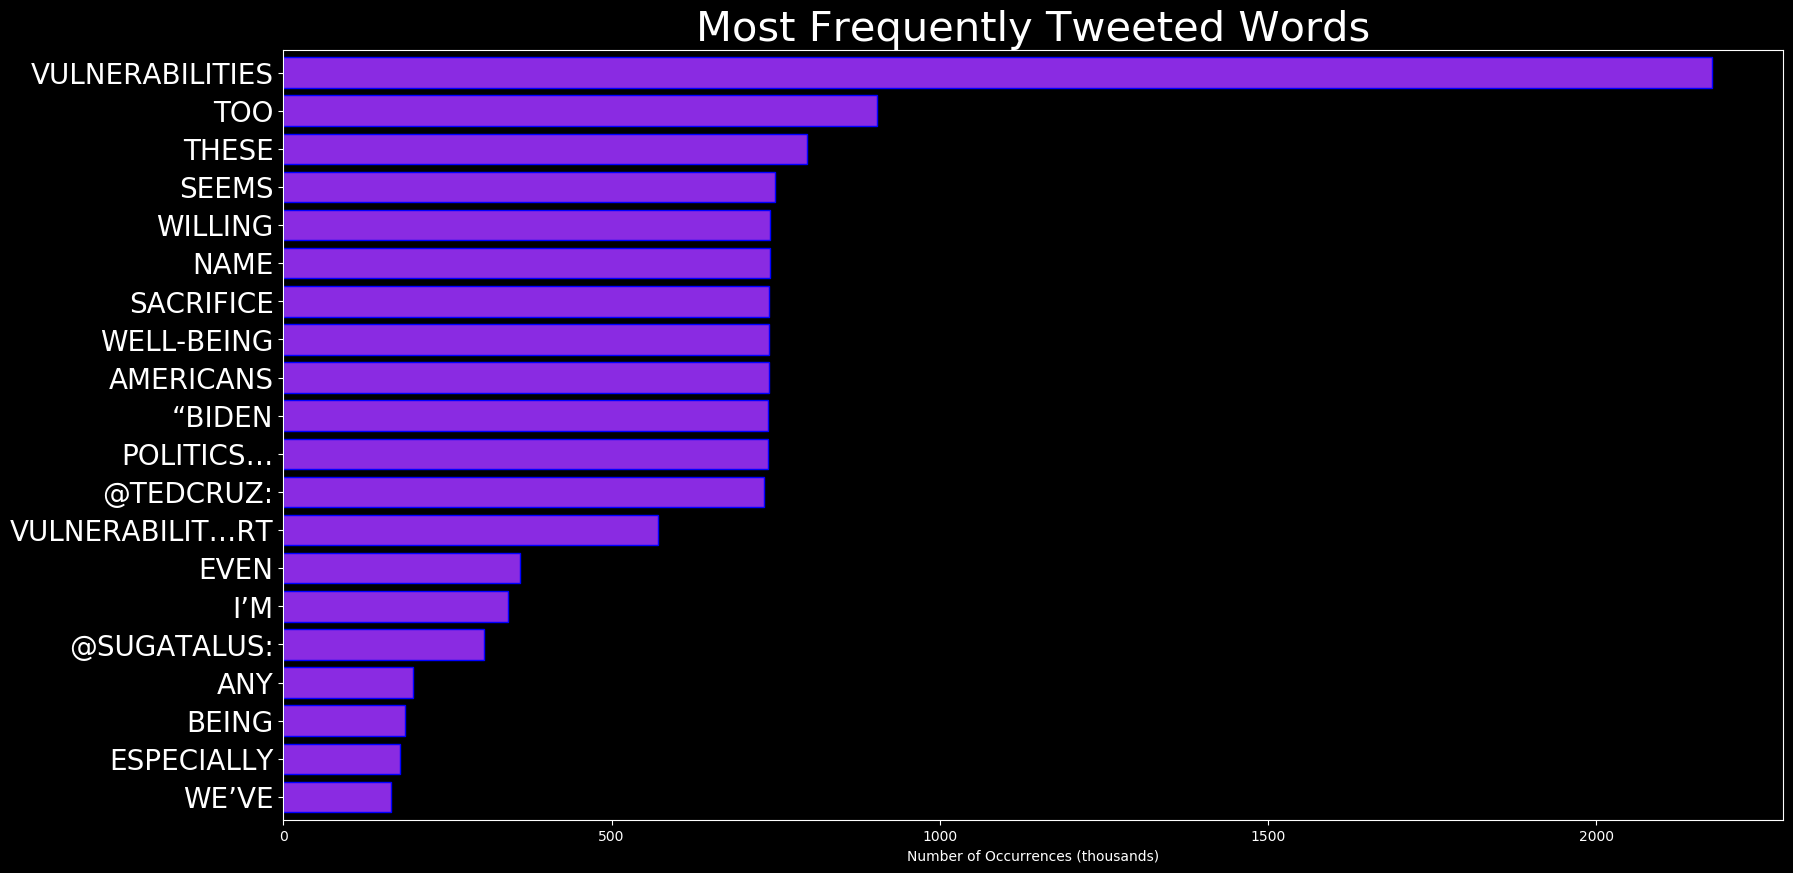 Most Frequently Tweeted Words
VULNERABILITIES
TOO
THESE
SEEMS
WILLING
NAME
SACRIFICE
WELL-BEING
AMERICANS
“BIDEN
POLITICS…
@TEDCRUZ:
VULNERABILIT…RT
EVEN
I’M
@SUGATALUS:
ANY
BEING
ESPECIALLY
WE’VE
0 500 1000 1500 2000
Number of Occurrences (thousands)